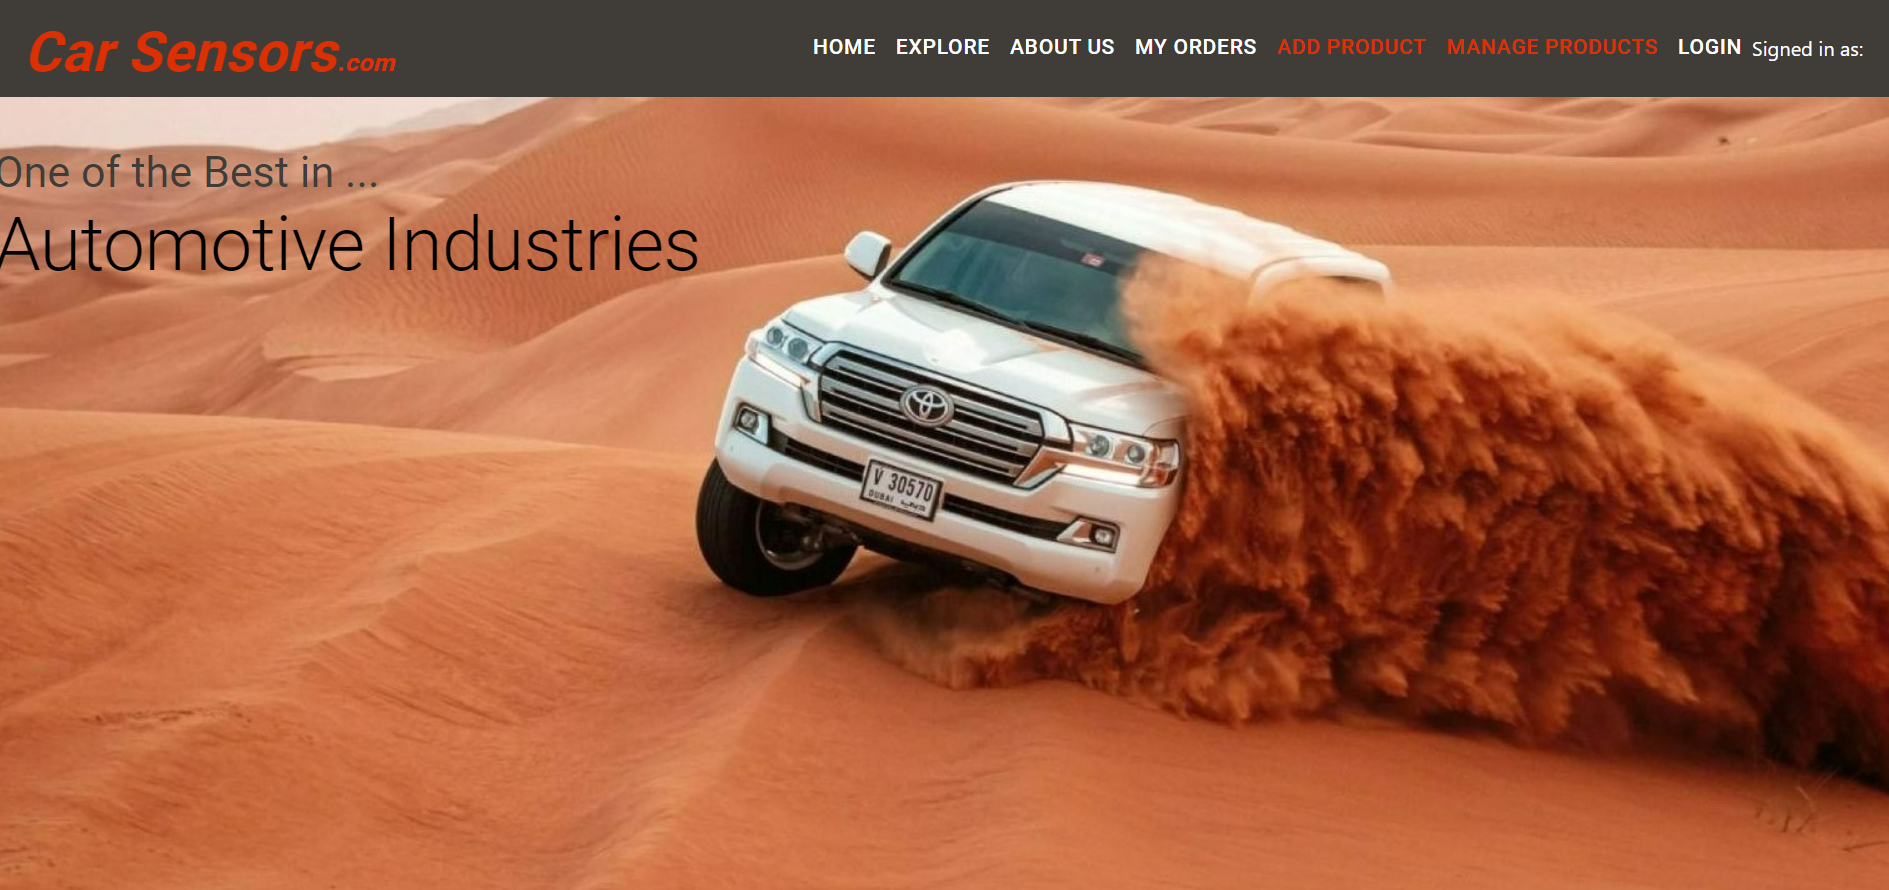 Car Sensors.com
HOME EXPLORE ABOUT US MY ORDERS ADD PRODUCT MANAGE PRODUCTS LOGIN Signed in as:
One of the Best in ...
Automotive Industries
V 30570
DUBAI دبي